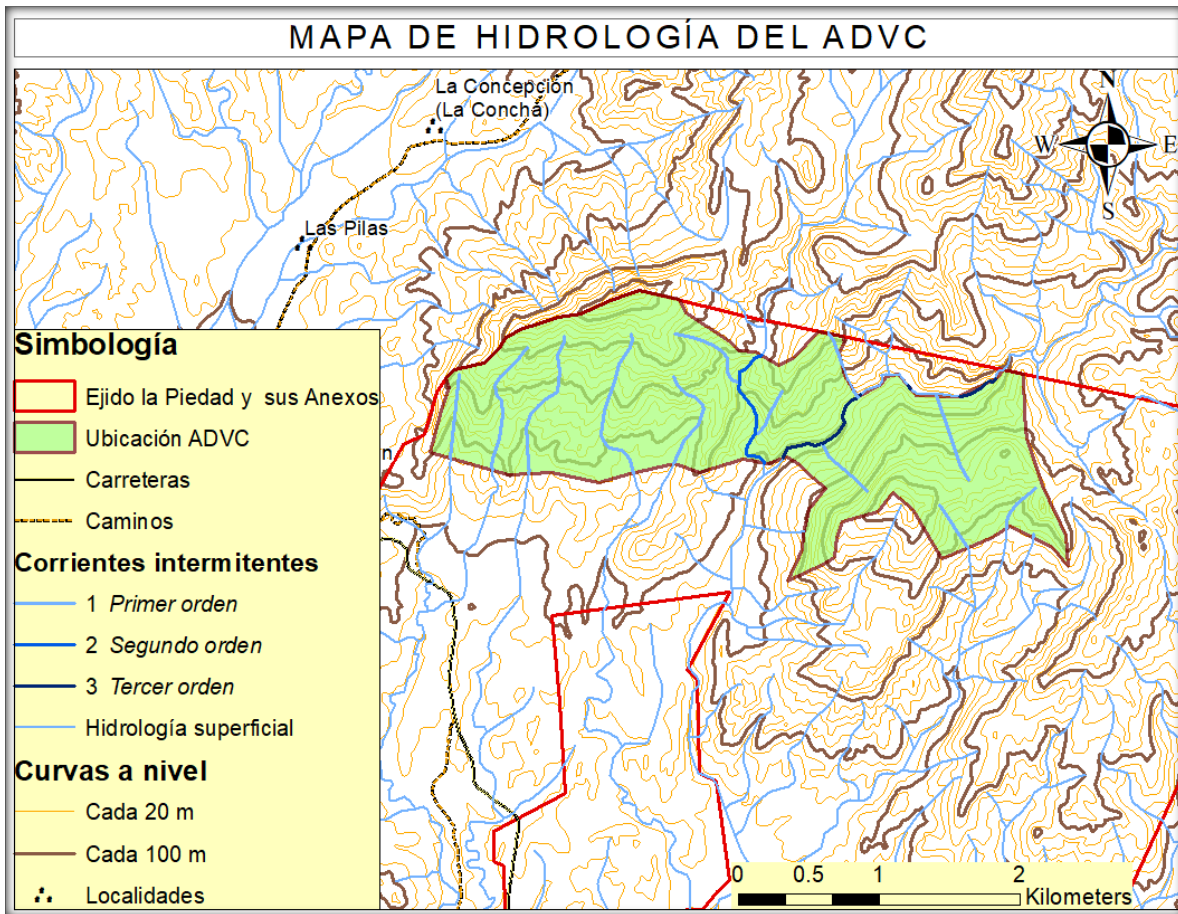 MAPA DE HIDROLOGÍA DEL ADVC
La Concepción
(La Concha)
N
W
E
S
Las Pilas
n
Simbología
Ejido la Piedad y sus Anexos
Ubicación ADVC
Carreteras
Caminos
Corrientes intermitentes
1 Primer orden
2 Segundo orden
3 Tercer orden
Hidrología superficial
Curvas a nivel
Cada 20 m
Cada 100 m
Localidades
0 0.5 1 2
Kilometers